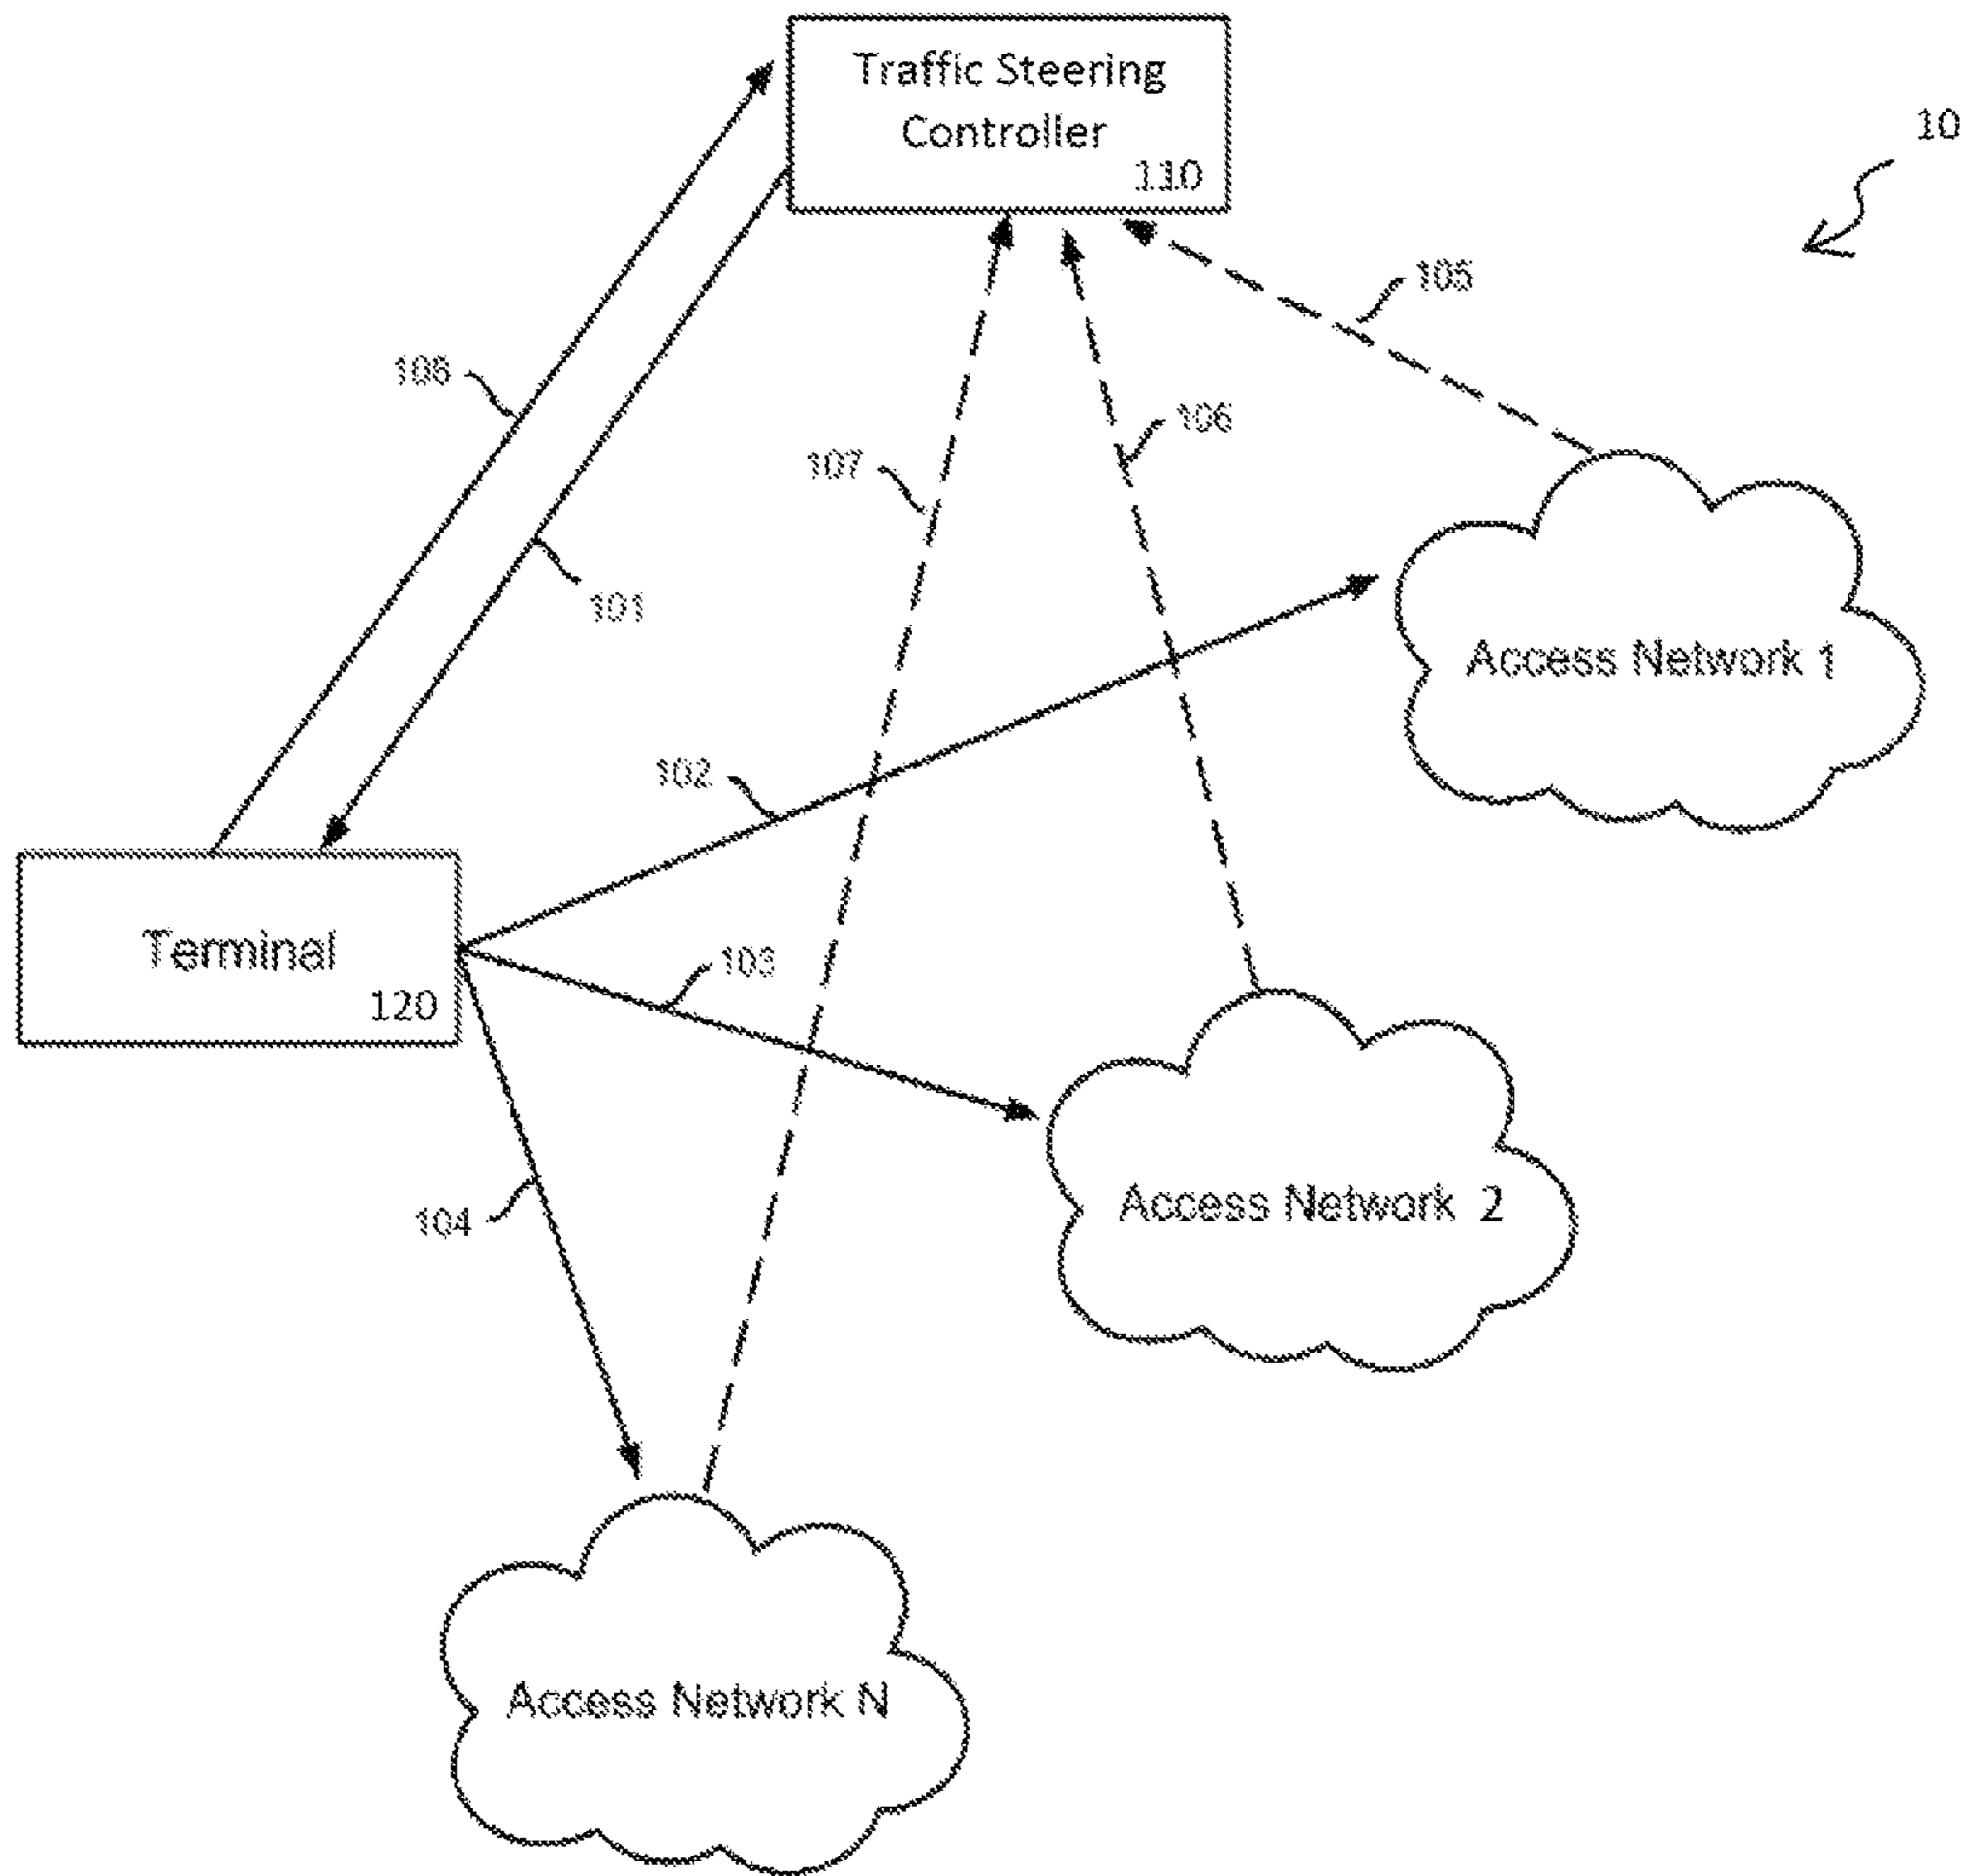 Traffic Steering
Controller
110
10
105
108
106
107
101
Access Network 1
102
Terminal
120
103
104
Access Network 2
Access Network N